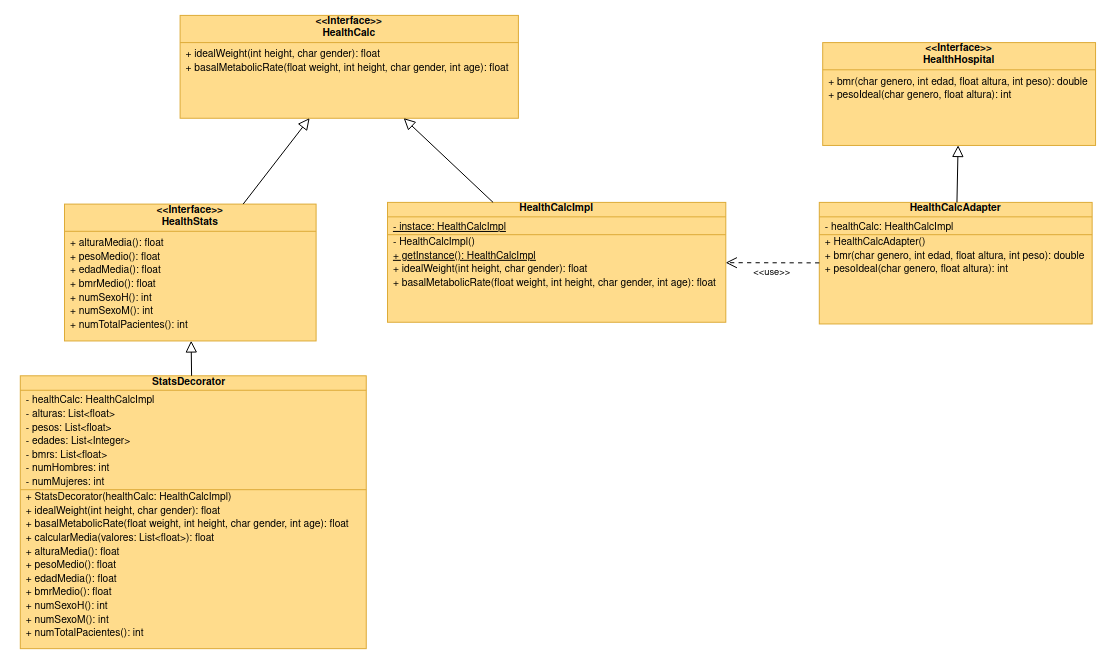 <<Interface>>
HealthCalc
+ idealWeight(int height, char gender): float
+ basalMetabolicRate(float weight, int height, char gender, int age): float
<<Interface>>
HealthHospital
+ bmr(char genero, int edad, float altura, int peso): double
+ pesoIdeal(char genero, float altura): int
<<Interface>>
HealthStats
+ alturaMedia(): float
+ pesoMedio(): float
+ edadMedia(): float
+ bmrMedio(): float
+ numSexoH(): int
+ numSexoM(): int
+ numTotalPacientes(): int
HealthCalcImpl
- instace: HealthCalcImpl
- HealthCalcImpl()
+ getInstance(): HealthCalcImpl
+ idealWeight(int height, char gender): float
+ basalMetabolicRate(float weight, int height, char gender, int age): float
<<use>>
HealthCalcAdapter
- healthCalc: HealthCalcImpl
+ HealthCalcAdapter()
+ bmr(char genero, int edad, float altura, int peso): double
+ pesoIdeal(char genero, float altura): int
StatsDecorator
- healthCalc: HealthCalcImpl
- alturas: List<float>
- pesos: List<float>
- edades: List<Integer>
- bmrs: List<float>
- numHombres: int
- numMujeres: int
+ StatsDecorator(healthCalc: HealthCalcImpl)
+ idealWeight(int height, char gender): float
+ basalMetabolicRate(float weight, int height, char gender, int age): float
+ calcularMedia(valores: List<float>): float
+ alturaMedia(): float
+ pesoMedio(): float
+ edadMedia(): float
+ bmrMedio(): float
+ numSexoH(): int
+ numSexoM(): int
+ numTotalPacientes(): int